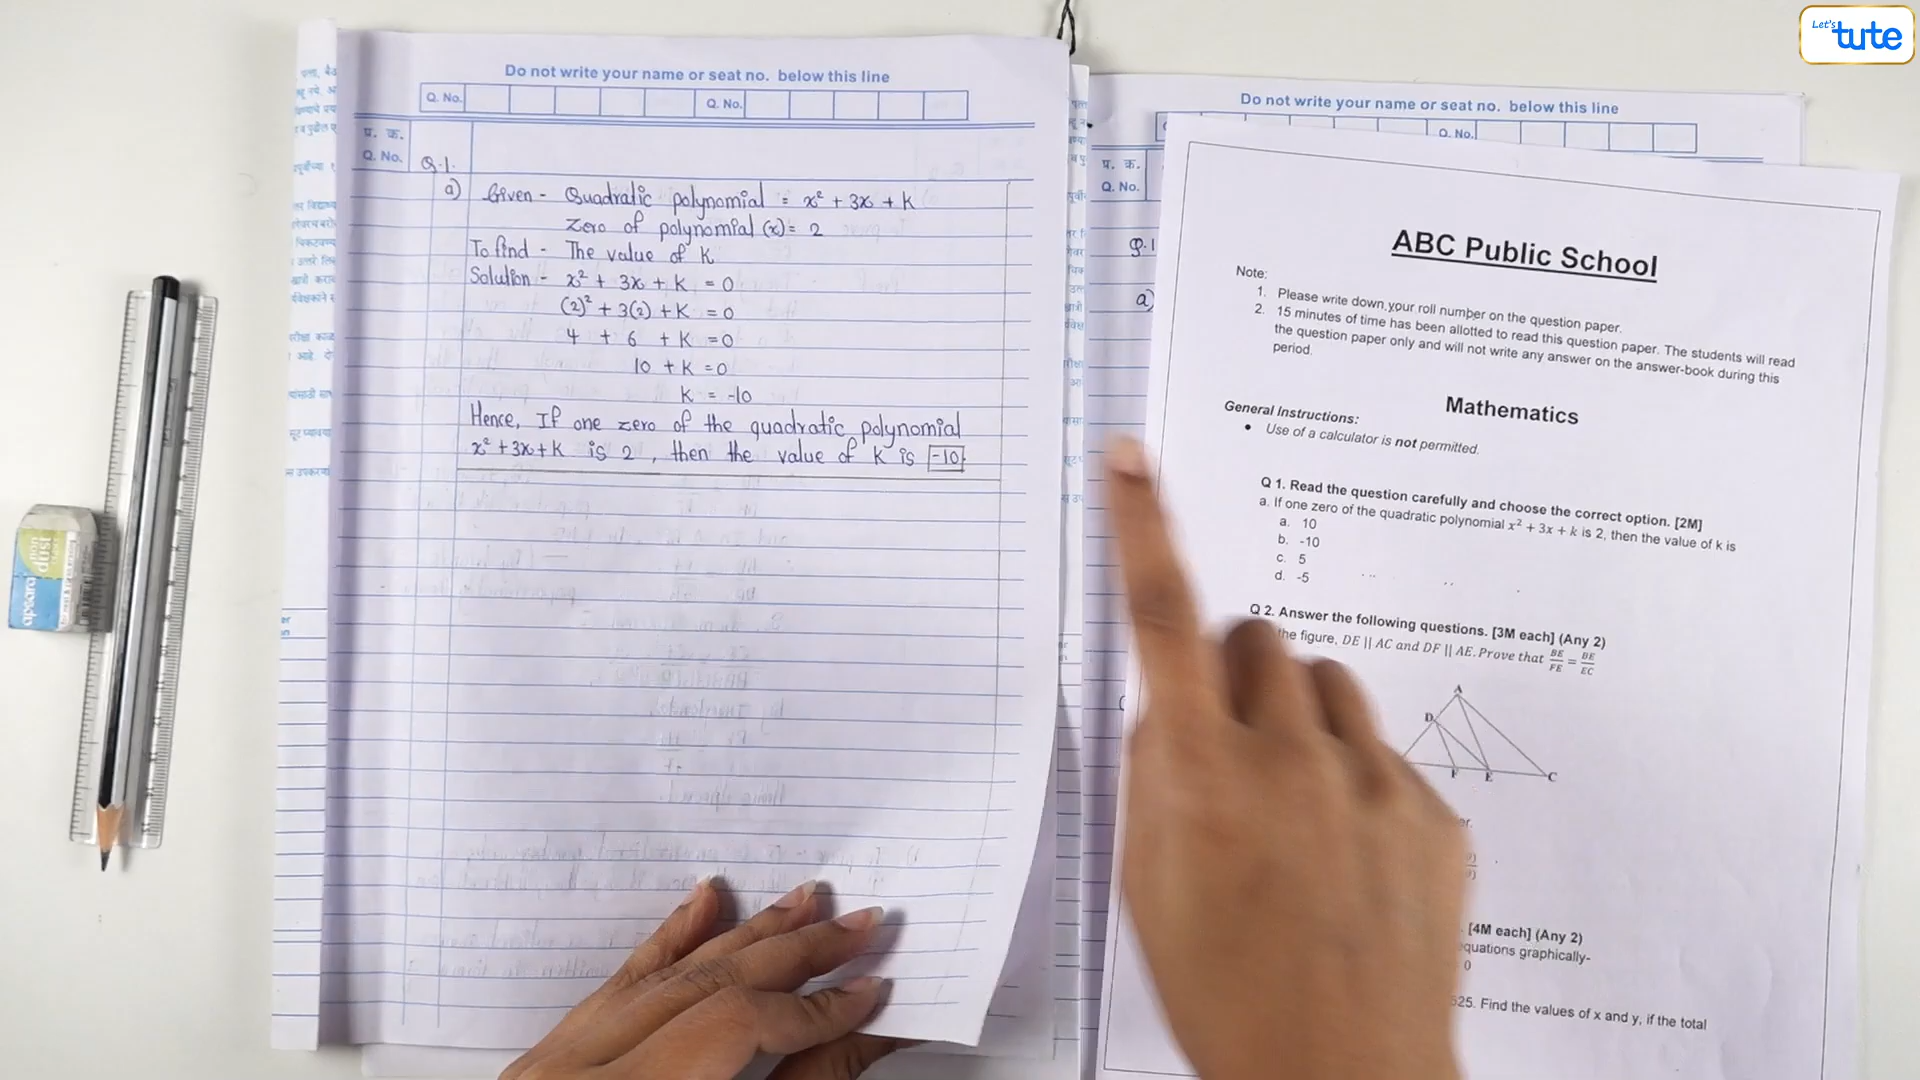 Let's
tute
Do not write your name or seat no. below this line
Q. No. Q. No.
प्र. क.
Q. No.
Q.1.
a) Given - Quadratic polynomial = x² + 3x + k
Zero of polynomial (x) = 2
To find - The value of k
Solution - x² + 3x + k = 0
(2)² + 3(2) + k = 0
4 + 6 + k = 0
10 + k = 0
k = -10
Hence, If one zero of the quadratic polynomial
x² + 3x + k is 2, then the value of k is -10
apsara
non
dust
Do not write your name or seat no. below this line
Q. No.
प्र. क.
Q. No.
Q.1
a)
ABC Public School
Note:
1. Please write down your roll number on the question paper.
2. 15 minutes of time has been allotted to read this question paper. The students will read
the question paper only and will not write any answer on the answer-book during this
period.
Mathematics
General Instructions:
• Use of a calculator is not permitted.
Q 1. Read the question carefully and choose the correct option. [2M]
a. If one zero of the quadratic polynomial x² + 3x + k is 2, then the value of k is
a. 10
b. -10
c. 5
d. -5
Q 2. Answer the following questions. [3M each] (Any 2)
the figure, DE || AC and DF || AE. Prove that BE/FE = BE/EC
A
D
F E C
[4M each] (Any 2)
equations graphically-
0
525. Find the values of x and y, if the total